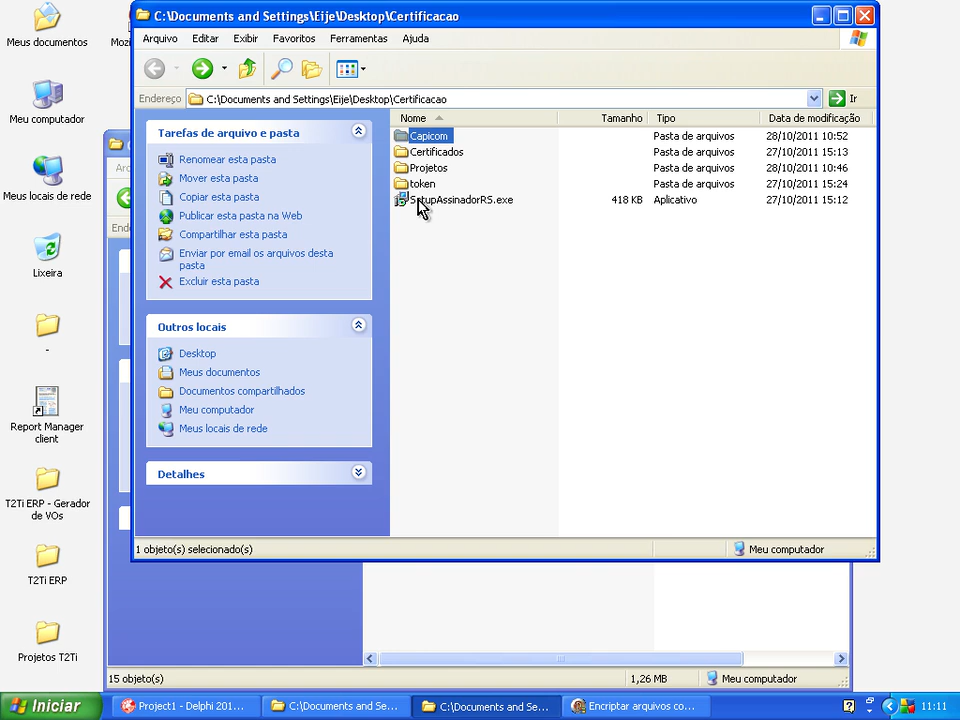 C:\Documents and Settings\Eije\Desktop\Certificacao
Arquivo Editar Exibir Favoritos Ferramentas Ajuda
Endereço C:\Documents and Settings\Eije\Desktop\Certificacao Ir
Nome Tamanho Tipo Data de modificação
Capicom Pasta de arquivos 28/10/2011 10:52
Certificados Pasta de arquivos 27/10/2011 15:13
Projetos Pasta de arquivos 28/10/2011 10:46
token Pasta de arquivos 27/10/2011 15:24
SetupAssinadorRS.exe 418 KB Aplicativo 27/10/2011 15:12
Tarefas de arquivo e pasta
Renomear esta pasta
Mover esta pasta
Copiar esta pasta
Publicar esta pasta na Web
Compartilhar esta pasta
Enviar por email os arquivos desta
pasta
Excluir esta pasta
Outros locais
Desktop
Meus documentos
Documentos compartilhados
Meu computador
Meus locais de rede
Detalhes
1 objeto(s) selecionado(s) Meu computador
15 objeto(s) 1,26 MB Meu computador
Meus documentos
Meu computador
Meus locais de rede
Lixeira
-
Report Manager
client
T2Ti ERP - Gerador
de VOs
T2Ti ERP
Projetos T2Ti
Iniciar
Project1 - Delphi 201...
C:\Documents and Se...
C:\Documents and Se...
Encriptar arquivos co...
11:11